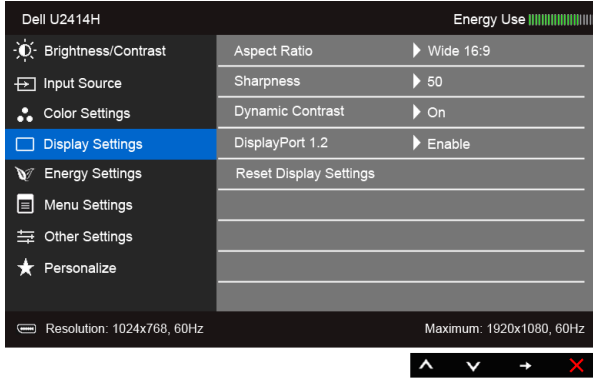 Dell U2414H Energy Use
Brightness/Contrast Aspect Ratio Wide 16:9
Input Source Sharpness 50
Color Settings Dynamic Contrast On
Display Settings DisplayPort 1.2 Enable
Energy Settings Reset Display Settings
Menu Settings
Other Settings
Personalize
Resolution: 1024x768, 60Hz Maximum: 1920x1080, 60Hz